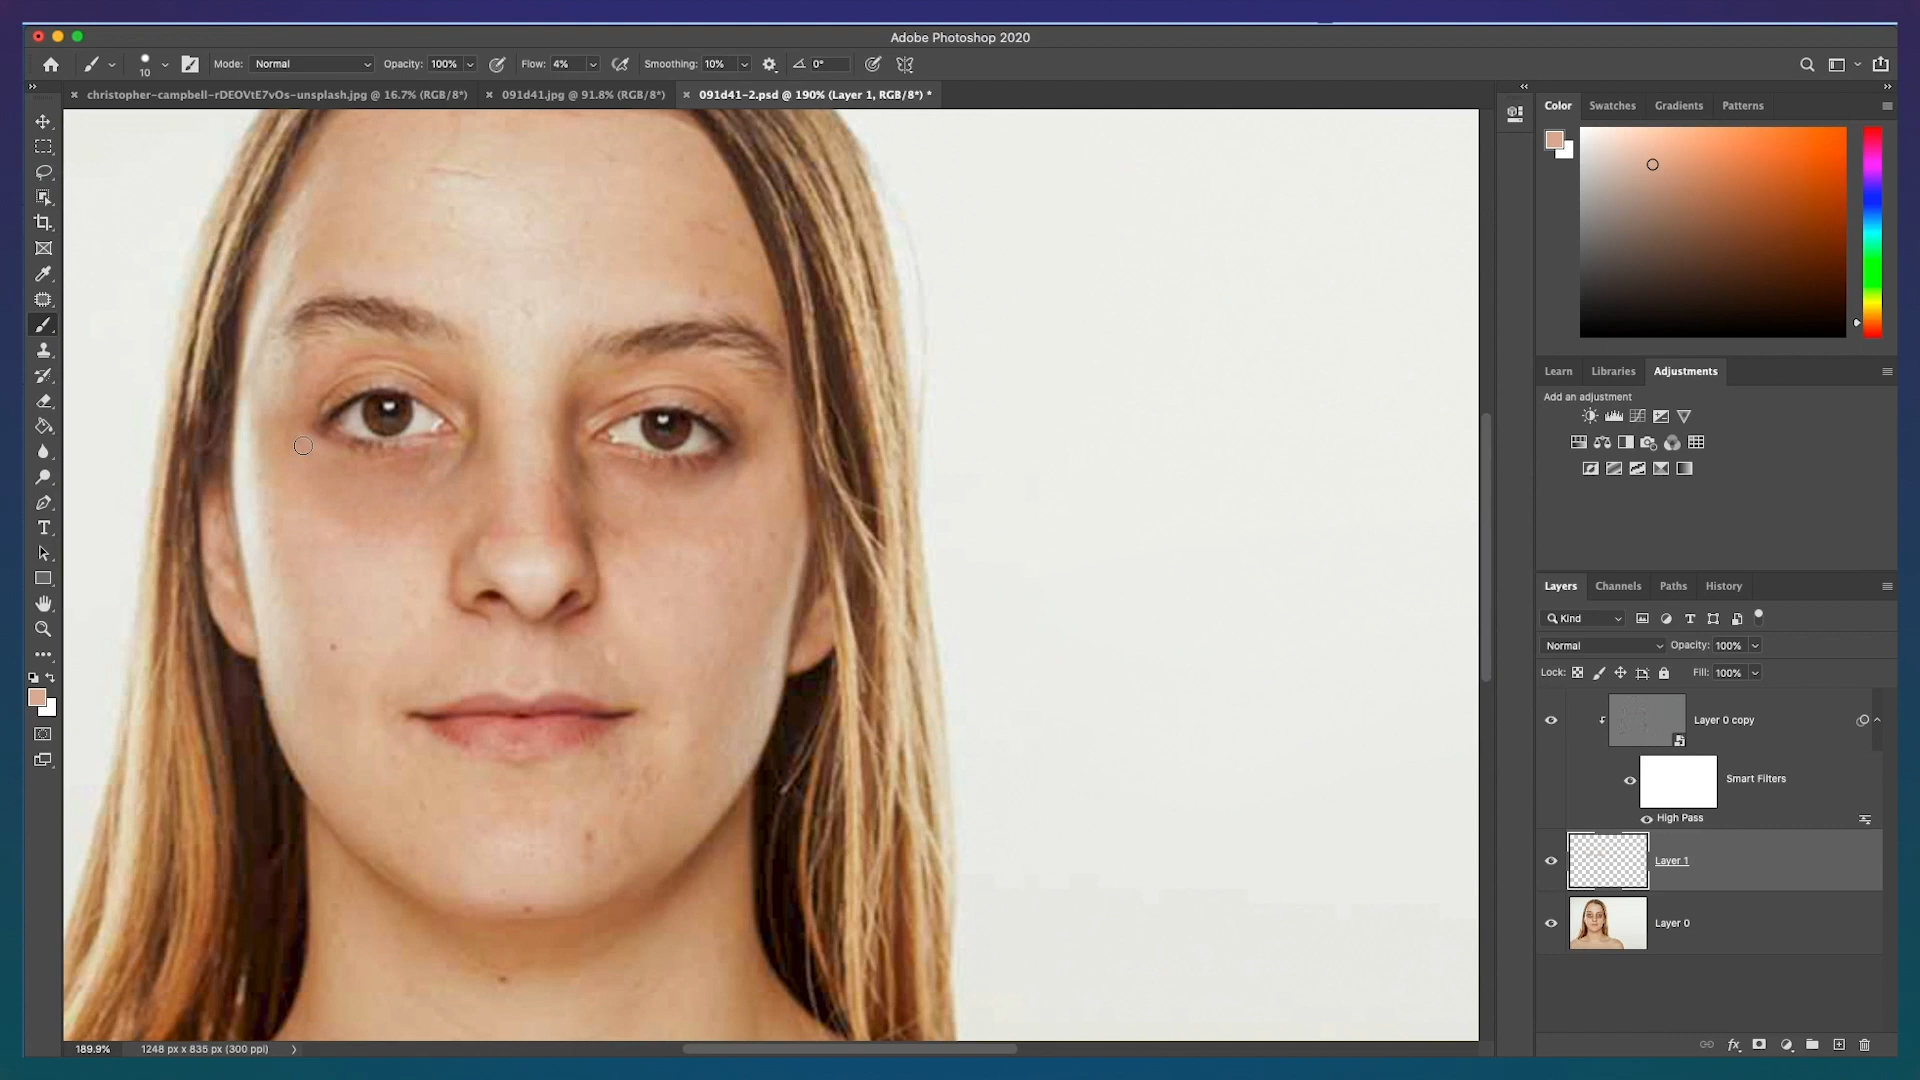 Adobe Photoshop 2020
10 Mode: Normal Opacity: 100% Flow: 4% Smoothing: 10% 0°
christopher-campbell-rDEOVtE7vOs-unsplash.jpg @ 16.7% (RGB/8*) 091d41.jpg @ 91.8% (RGB/8*) 091d41-2.psd @ 190% (Layer 1, RGB/8*) *
Color Swatches Gradients Patterns
Learn Libraries Adjustments
Add an adjustment
Layers Channels Paths History
Kind
Normal Opacity: 100%
Lock: Fill: 100%
Layer 0 copy
Smart Filters
High Pass
Layer 1
Layer 0
fx
189.9% 1248 px x 835 px (300 ppi)